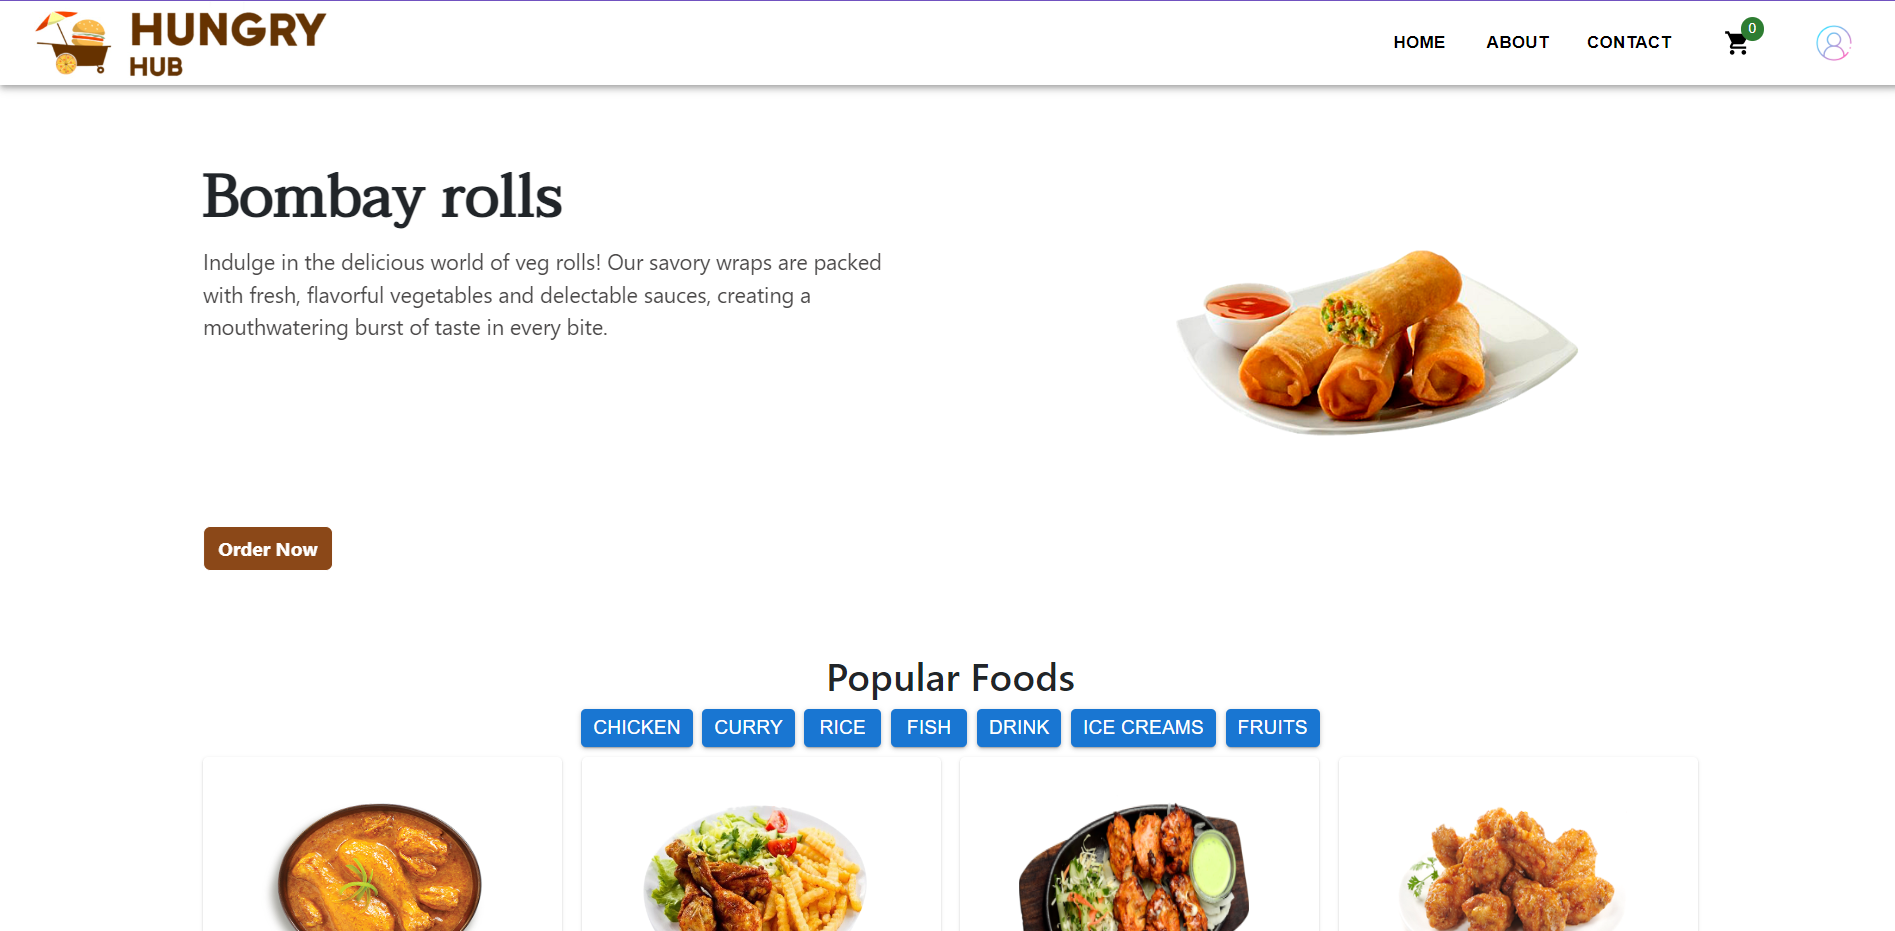 HUNGRY
HUB
HOME ABOUT CONTACT 0
Bombay rolls
Indulge in the delicious world of veg rolls! Our savory wraps are packed
with fresh, flavorful vegetables and delectable sauces, creating a
mouthwatering burst of taste in every bite.
Order Now
Popular Foods
CHICKEN CURRY RICE FISH DRINK ICE CREAMS FRUITS